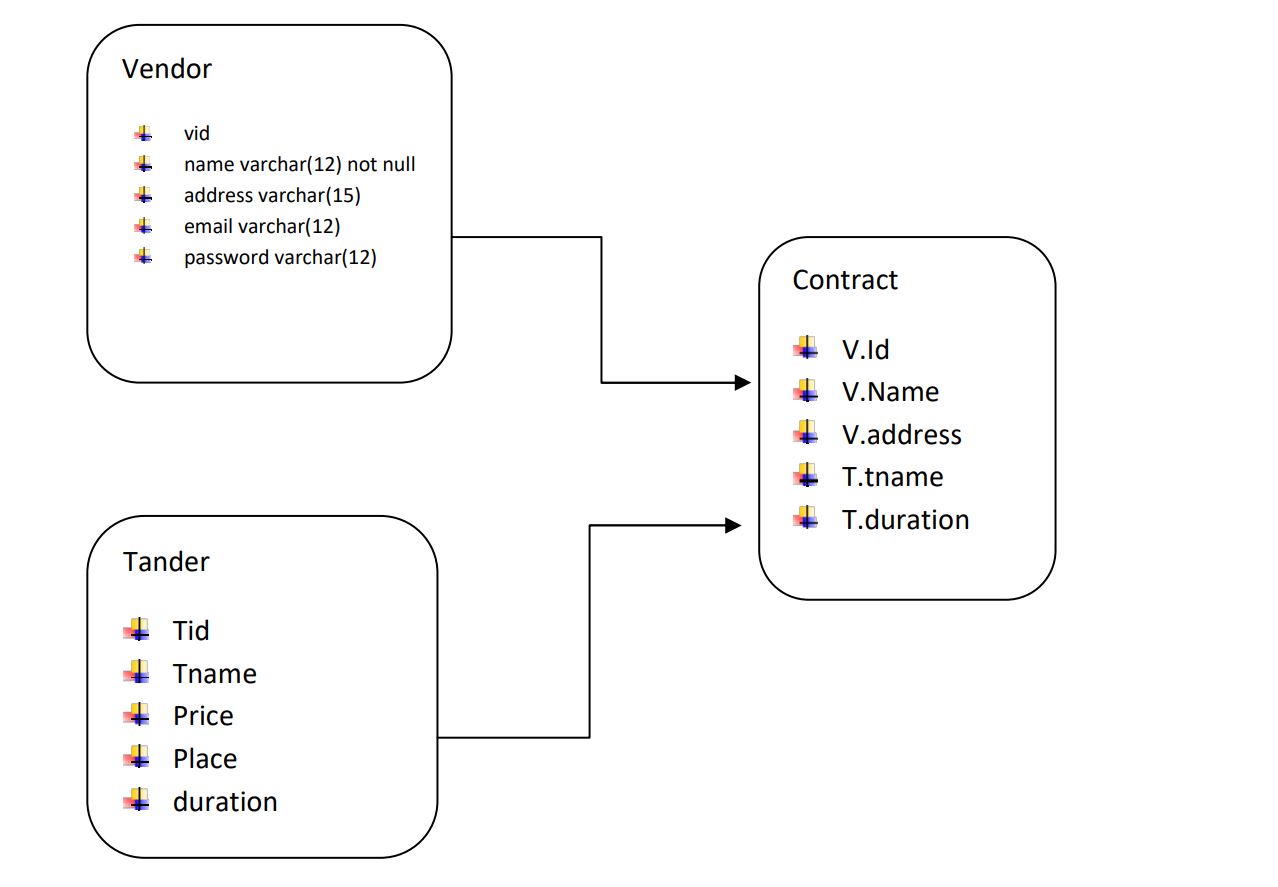 Vendor
vid
name varchar(12) not null
address varchar(15)
email varchar(12)
password varchar(12)
Contract
V.Id
V.Name
V.address
T.tname
T.duration
Tander
Tid
Tname
Price
Place
duration